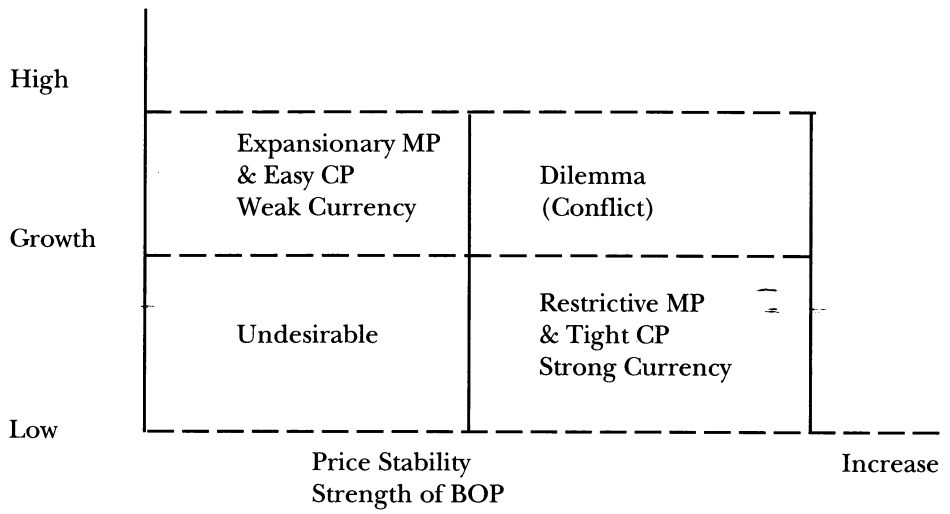 High
Expansionary MP
& Easy CP
Weak Currency
Dilemma
(Conflict)
Growth
Undesirable
Restrictive MP
& Tight CP
Strong Currency
Low
Price Stability
Strength of BOP
Increase